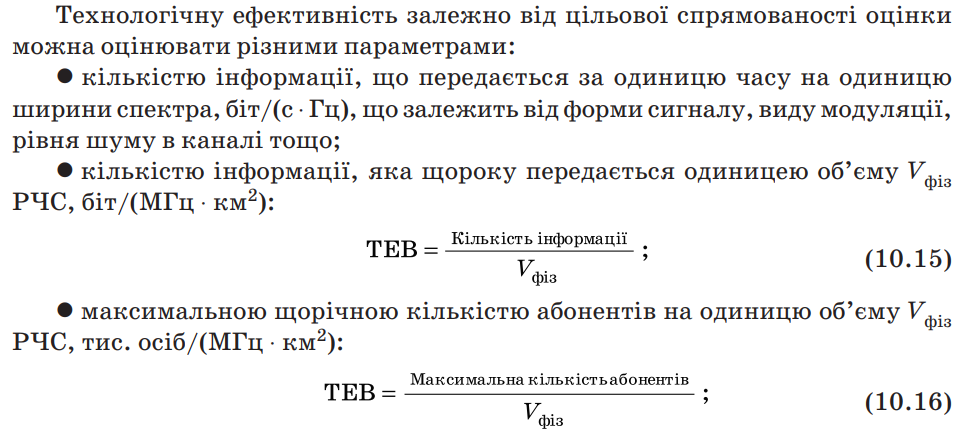 Технологічну ефективність залежно від цільової спрямованості оцінки
можна оцінювати різними параметрами:
● кількістю інформації, що передається за одиницю часу на одиницю
ширини спектра, біт/(с · Гц), що залежить від форми сигналу, виду модуляції,
рівня шуму в каналі тощо;
● кількістю інформації, яка щороку передається одиницею об’єму Vфіз
РЧС, біт/(МГц · км²):
ТЕВ = Кількість інформації / Vфіз ; (10.15)
● максимальною щорічною кількістю абонентів на одиницю об’єму Vфіз
РЧС, тис. осіб/(МГц · км²):
ТЕВ = Максимальна кількість абонентів / Vфіз ; (10.16)